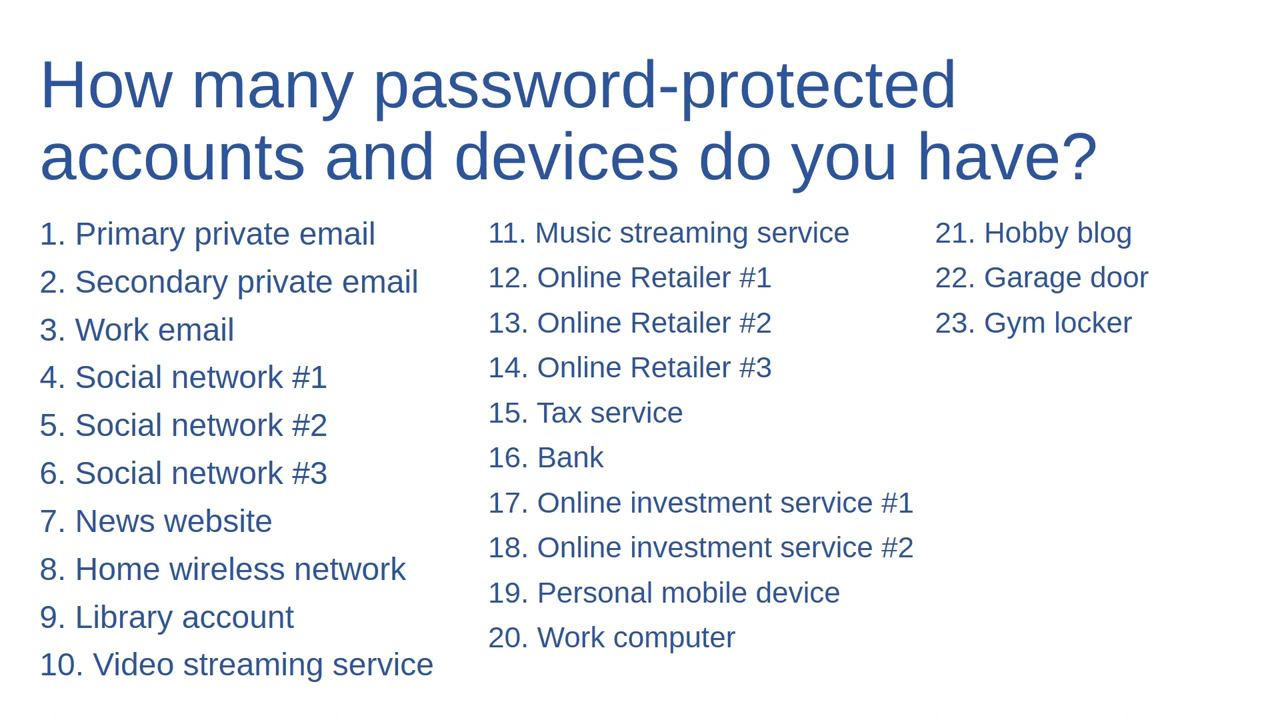 How many password-protected
accounts and devices do you have?
1. Primary private email
2. Secondary private email
3. Work email
4. Social network #1
5. Social network #2
6. Social network #3
7. News website
8. Home wireless network
9. Library account
10. Video streaming service
11. Music streaming service
12. Online Retailer #1
13. Online Retailer #2
14. Online Retailer #3
15. Tax service
16. Bank
17. Online investment service #1
18. Online investment service #2
19. Personal mobile device
20. Work computer
21. Hobby blog
22. Garage door
23. Gym locker